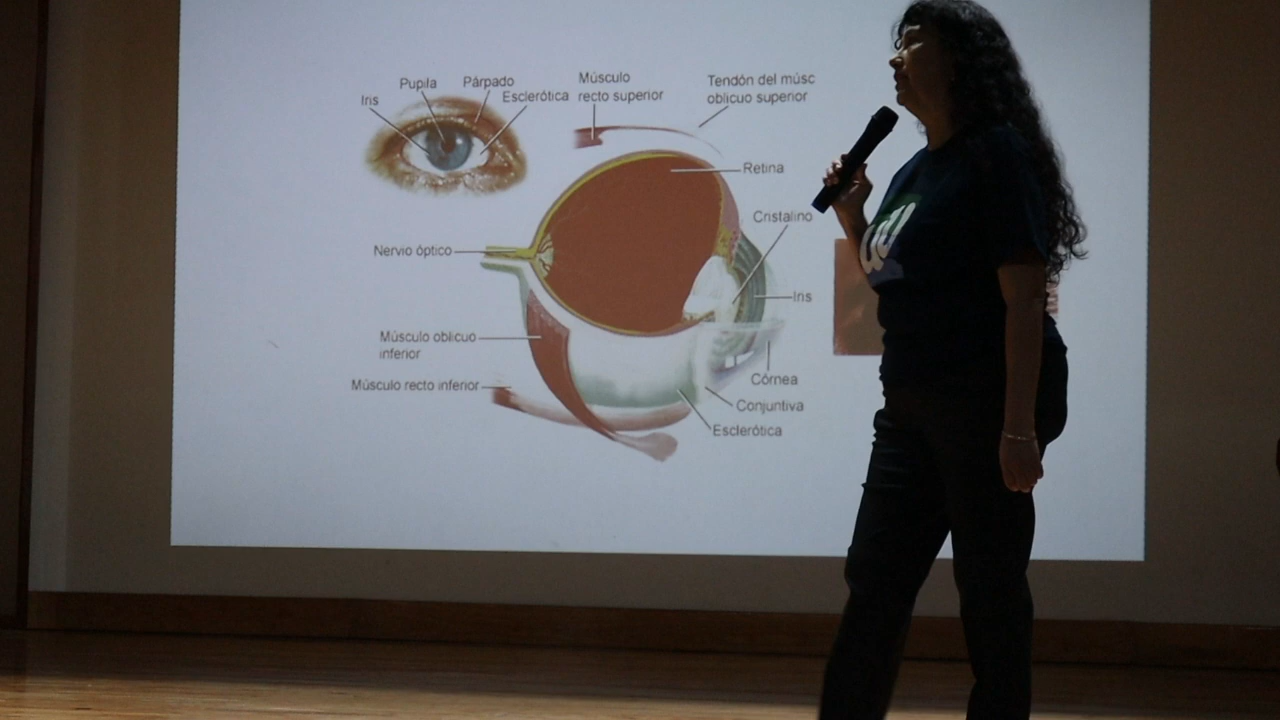 Pupila
Párpado
Iris
Esclerótica
Músculo
recto superior
Tendón del músc
oblicuo superior
Retina
Cristalino
Nervio óptico
Iris
Músculo oblicuo
inferior
Córnea
Músculo recto inferior
Conjuntiva
Esclerótica